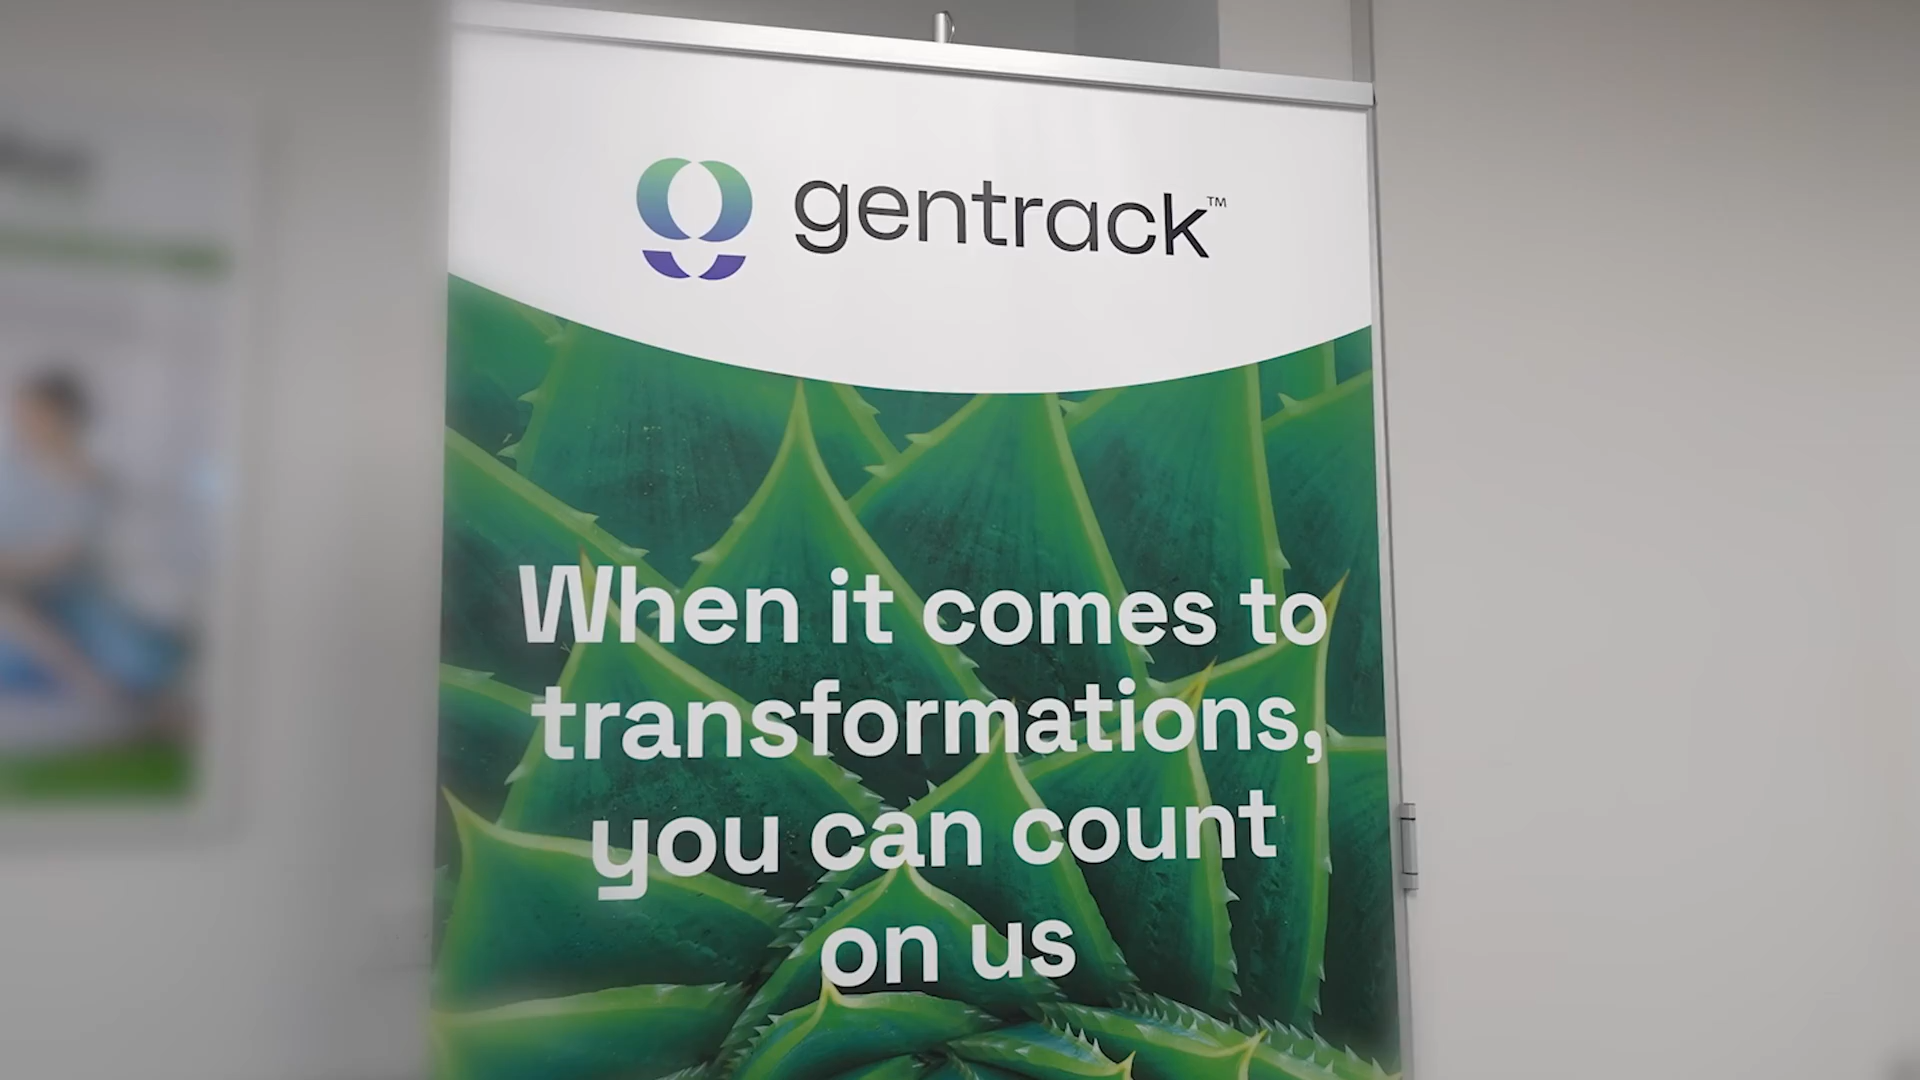 gentrack™
When it comes to
transformations,
you can count
on us